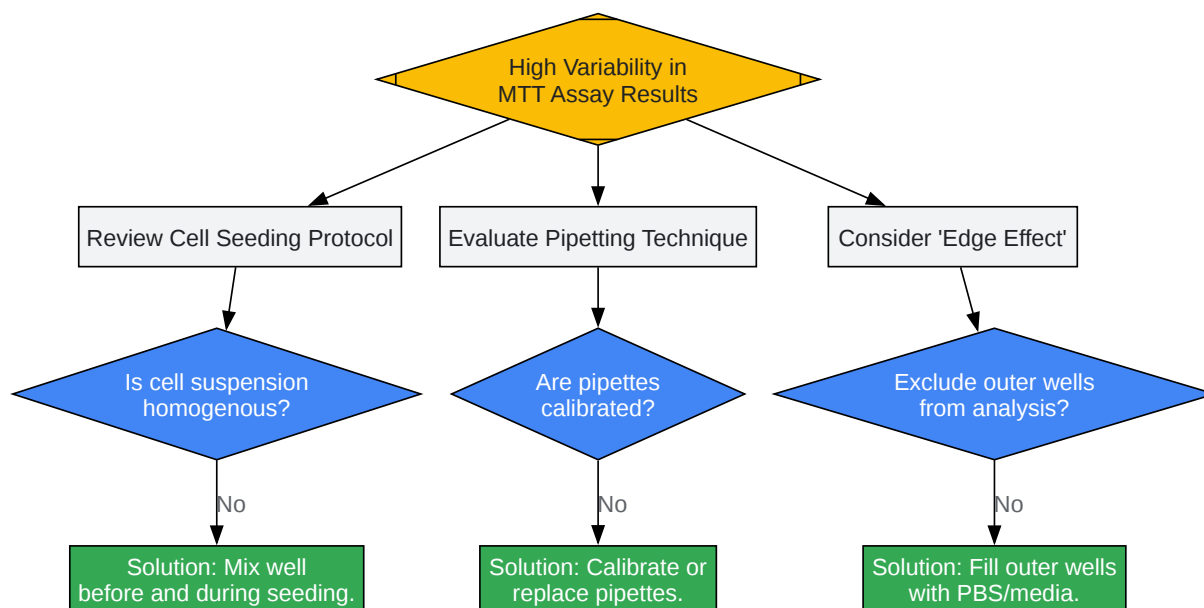 High Variability in
MTT Assay Results
Review Cell Seeding Protocol
Evaluate Pipetting Technique
Consider 'Edge Effect'
Is cell suspension
homogenous?
Are pipettes
calibrated?
Exclude outer wells
from analysis?
No
No
No
Solution: Mix well
before and during seeding.
Solution: Calibrate or
replace pipettes.
Solution: Fill outer wells
with PBS/media.